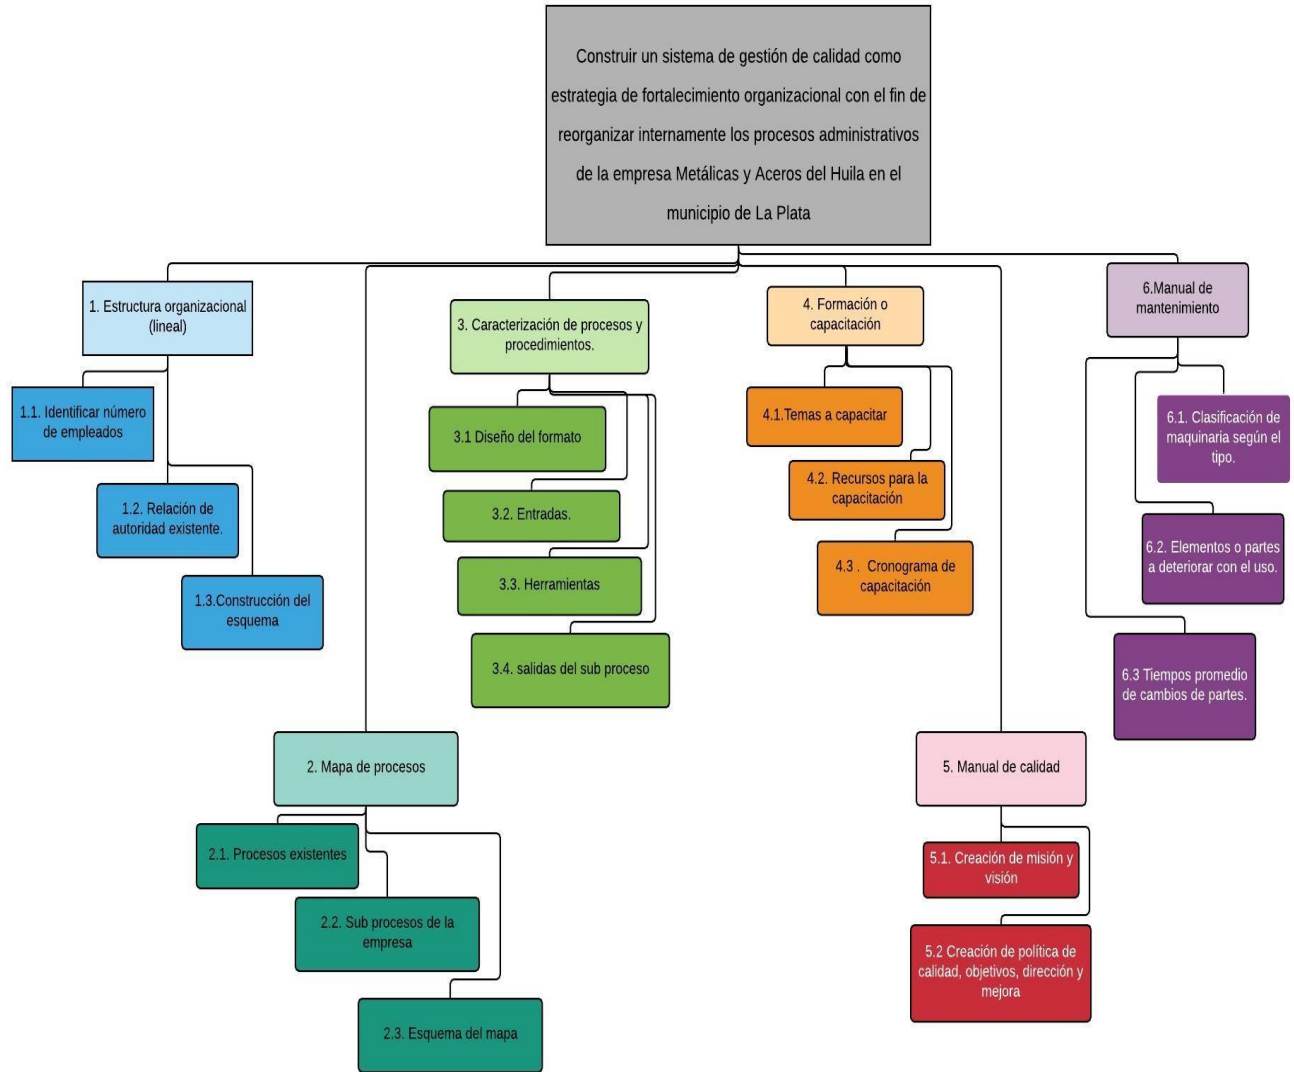 Construir un sistema de gestión de calidad como
estrategia de fortalecimiento organizacional con el fin de
reorganizar internamente los procesos administrativos
de la empresa Metálicas y Aceros del Huila en el
municipio de La Plata
1. Estructura organizacional
(lineal)
1.1. Identificar número
de empleados
1.2. Relación de
autoridad existente.
1.3.Construcción del
esquema
2. Mapa de procesos
2.1. Procesos existentes
2.2. Sub procesos de la
empresa
2.3. Esquema del mapa
3. Caracterización de procesos y
procedimientos.
3.1 Diseño del formato
3.2. Entradas.
3.3. Herramientas
3.4. salidas del sub proceso
4. Formación o
capacitación
4.1.Temas a capacitar
4.2. Recursos para la
capacitación
4.3 . Cronograma de
capacitación
5. Manual de calidad
5.1. Creación de misión y
visión
5.2 Creación de política de
calidad, objetivos, dirección y
mejora
6.Manual de
mantenimiento
6.1. Clasificación de
maquinaria según el
tipo.
6.2. Elementos o partes
a deteriorar con el uso.
6.3 Tiempos promedio
de cambios de partes.